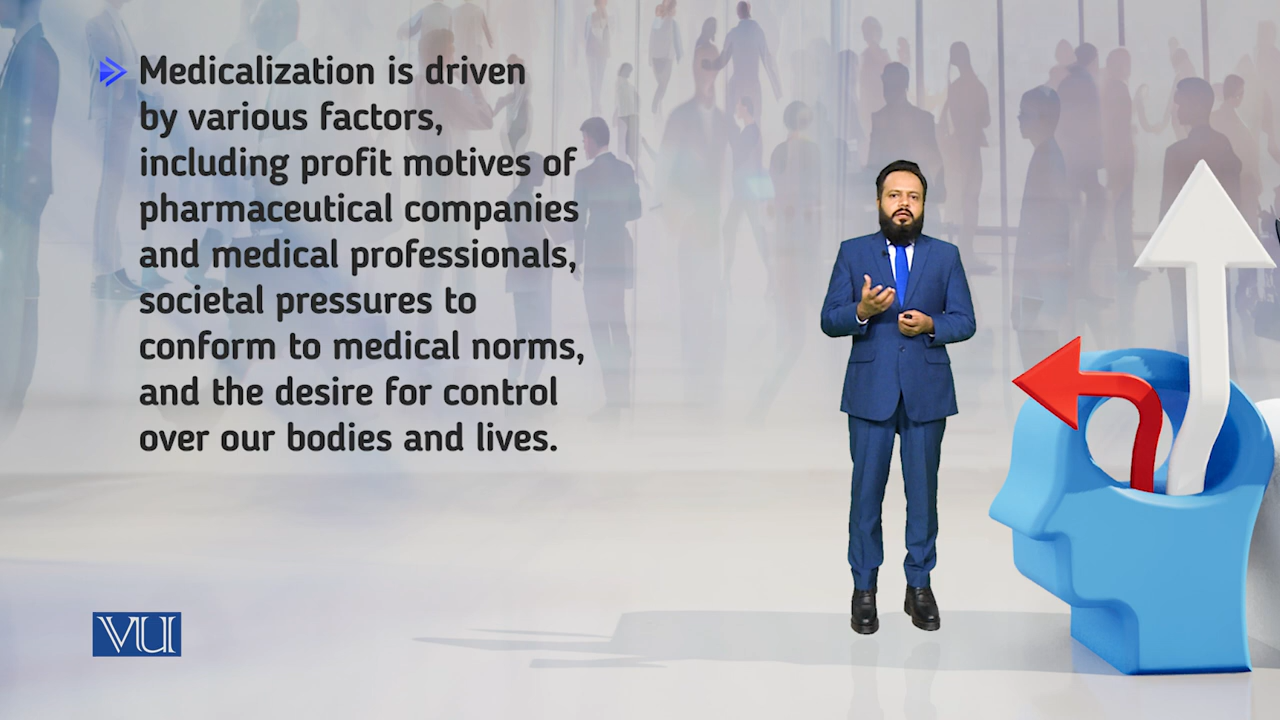 Medicalization is driven
by various factors,
including profit motives of
pharmaceutical companies
and medical professionals,
societal pressures to
conform to medical norms,
and the desire for control
over our bodies and lives.
VU